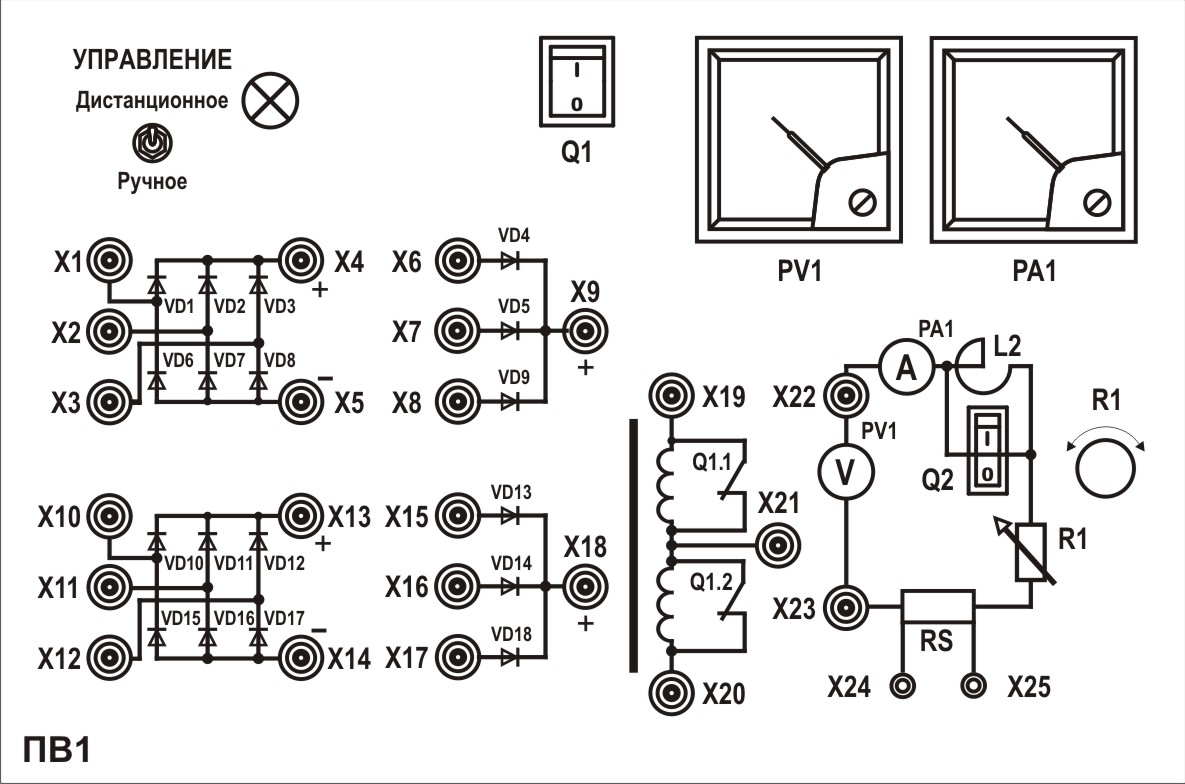 УПРАВЛЕНИЕ
Дистанционное
Ручное
I
0
Q1
PV1
PA1
X1
X4
+
VD1
VD2
VD3
X2
VD6
VD7
VD8
X3
–
X5
X6
VD4
X9
X7
VD5
+
X8
VD9
X10
X13
+
VD10
VD11
VD12
X11
VD15
VD16
VD17
X12
–
X14
X15
VD13
X18
X16
VD14
+
X17
VD18
X19
Q1.1
X21
Q1.2
X20
PA1
A
L2
X22
PV1
V
I
0
Q2
R1
R1
X23
RS
X24
X25
ПВ1